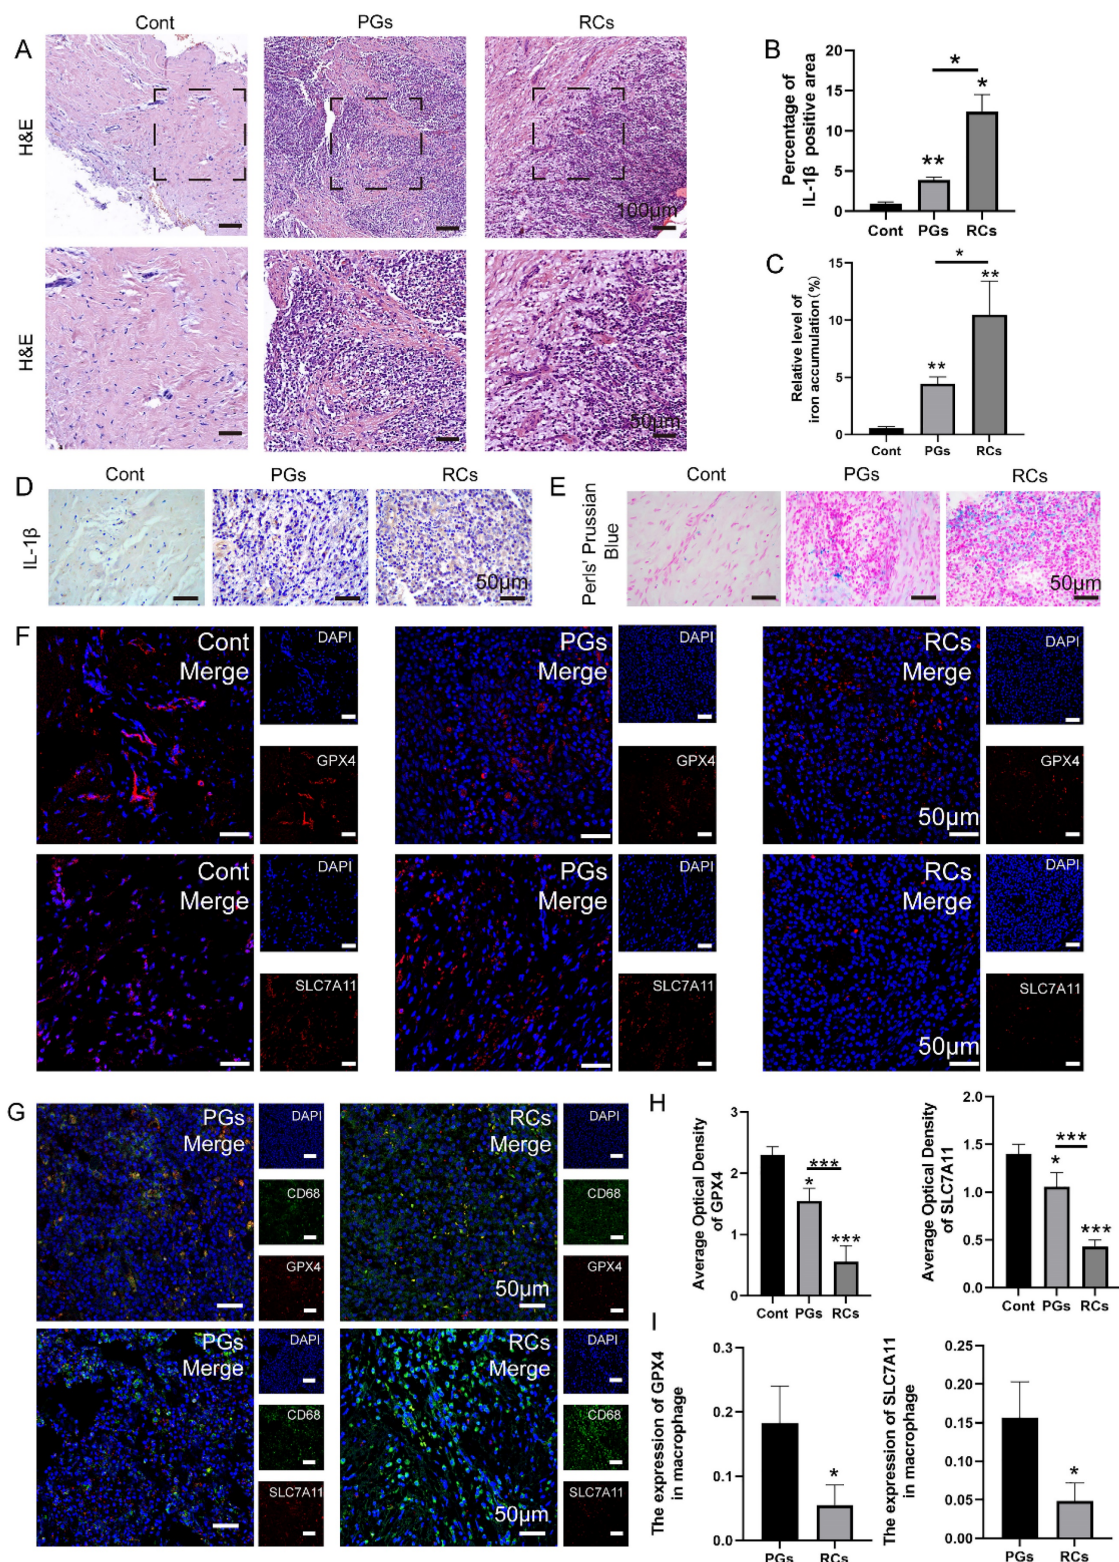 Cont PGs RCs
A
H&E
100μm
H&E
50μm
B
Percentage of
IL-1β positive area
20
15
10
5
0
*
**
*
Cont PGs RCs
C
Relative level of
iron accumulation(%)
15
10
5
0
*
**
**
Cont PGs RCs
D
Cont PGs RCs
IL-1β
50μm
E
Cont PGs RCs
Perls' Prussian
Blue
50μm
F
Cont
Merge
DAPI
GPX4
PGs
Merge
DAPI
GPX4
RCs
Merge
50μm
DAPI
GPX4
Cont
Merge
DAPI
SLC7A11
PGs
Merge
DAPI
SLC7A11
RCs
Merge
50μm
DAPI
SLC7A11
G
PGs
Merge
DAPI
CD68
GPX4
RCs
Merge
50μm
DAPI
CD68
GPX4
PGs
Merge
DAPI
CD68
SLC7A11
RCs
Merge
50μm
DAPI
CD68
SLC7A11
H
Average Optical Density
of GPX4
3
2
1
0
*
***
***
Cont PGs RCs
Average Optical Density
of SLC7A11
2.0
1.5
1.0
0.5
0.0
*
***
***
Cont PGs RCs
I
The expression of GPX4
in macrophage
0.3
0.2
0.1
0.0
*
PGs RCs
The expression of SLC7A11
in macrophage
0.25
0.20
0.15
0.10
0.05
0.00
*
PGs RCs